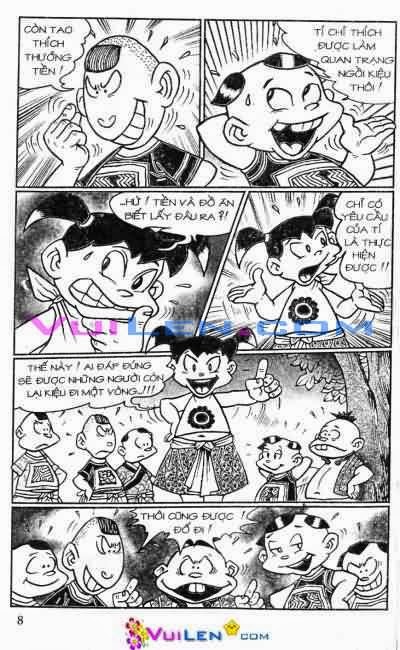 CÒN TAO
THÍCH
THƯỞNG
TIỀN !
TÍ CHỈ THÍCH
ĐƯỢC LÀM
QUAN TRẠNG
NGỒI KIỆU
THÔI !
..HỨ ! TIỀN VÀ ĐỒ ĂN
BIẾT LẤY ĐÂU RA ?!
CHỈ CÓ
YÊU CẦU
CỦA TÍ
LÀ THỰC
HIỆN
ĐƯỢC !!
VUILEN.COM
THẾ NÀY ! AI ĐÁP ĐÚNG
SẼ ĐƯỢC NHỮNG NGƯỜI CÒN
LẠI KIỆU ĐI MỘT VÒNG..!!!
THÔI CŨNG ĐƯỢC !
ĐỐ ĐI !
8
VUILEN COM